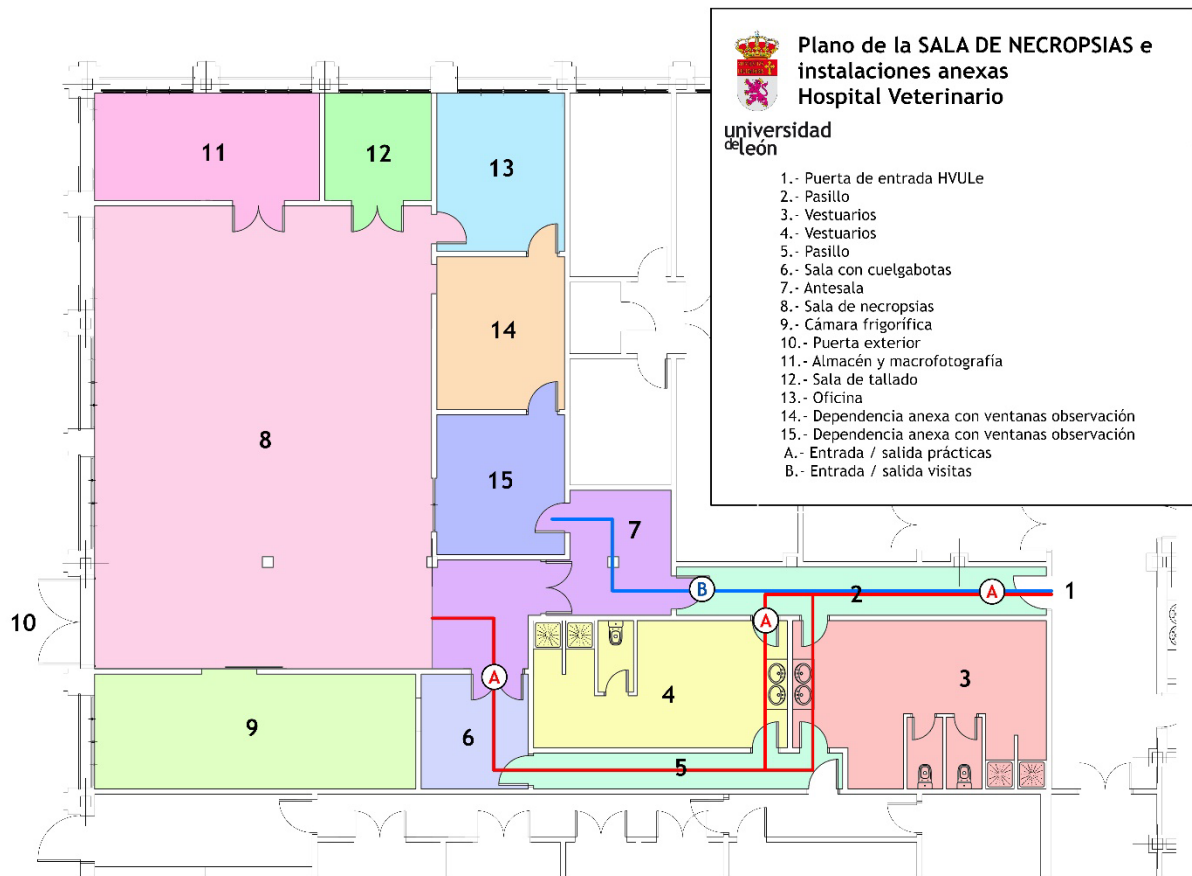 Plano de la SALA DE NECROPSIAS e
instalaciones anexas
Hospital Veterinario
universidad
de león
1.- Puerta de entrada HVULe
2.- Pasillo
3.- Vestuarios
4.- Vestuarios
5.- Pasillo
6.- Sala con cuelgabotas
7.- Antesala
8.- Sala de necropsias
9.- Cámara frigorífica
10.- Puerta exterior
11.- Almacén y macrofotografía
12.- Sala de tallado
13.- Oficina
14.- Dependencia anexa con ventanas observación
15.- Dependencia anexa con ventanas observación
A.- Entrada / salida prácticas
B.- Entrada / salida visitas
11
12
13
14
8
15
7
B
A
1
2
A
10
A
4
3
9
6
5